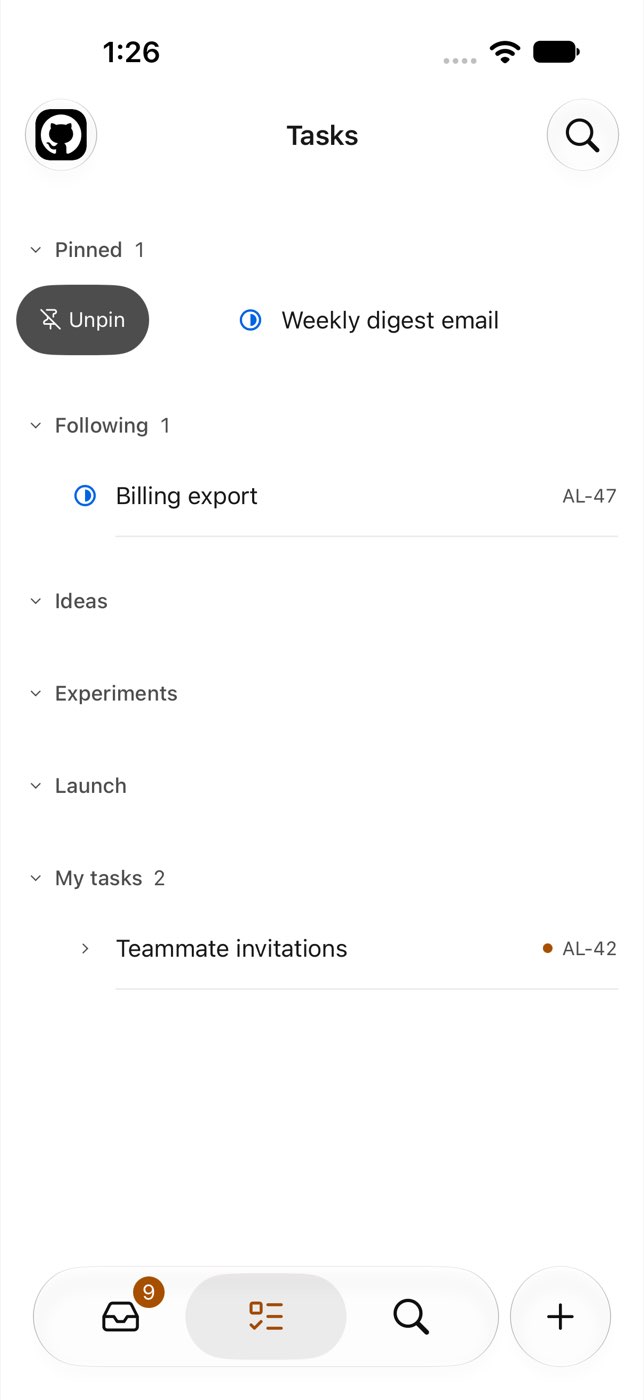 1:26
Tasks
Pinned 1
Unpin
Weekly digest email
Following 1
Billing export AL-47
Ideas
Experiments
Launch
My tasks 2
Teammate invitations AL-42
9